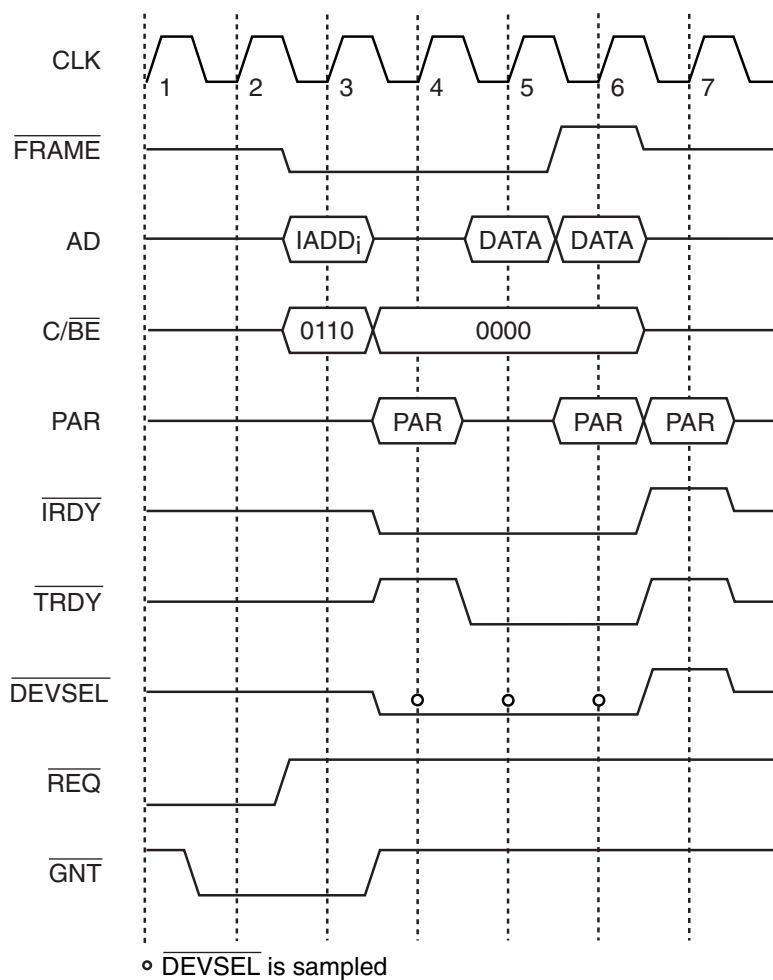 CLK
1 2 3 4 5 6 7
FRAME
AD IADDi DATA DATA
C/BE 0110 0000
PAR PAR PAR PAR
IRDY
TRDY
DEVSEL
REQ
GNT
DEVSEL is sampled